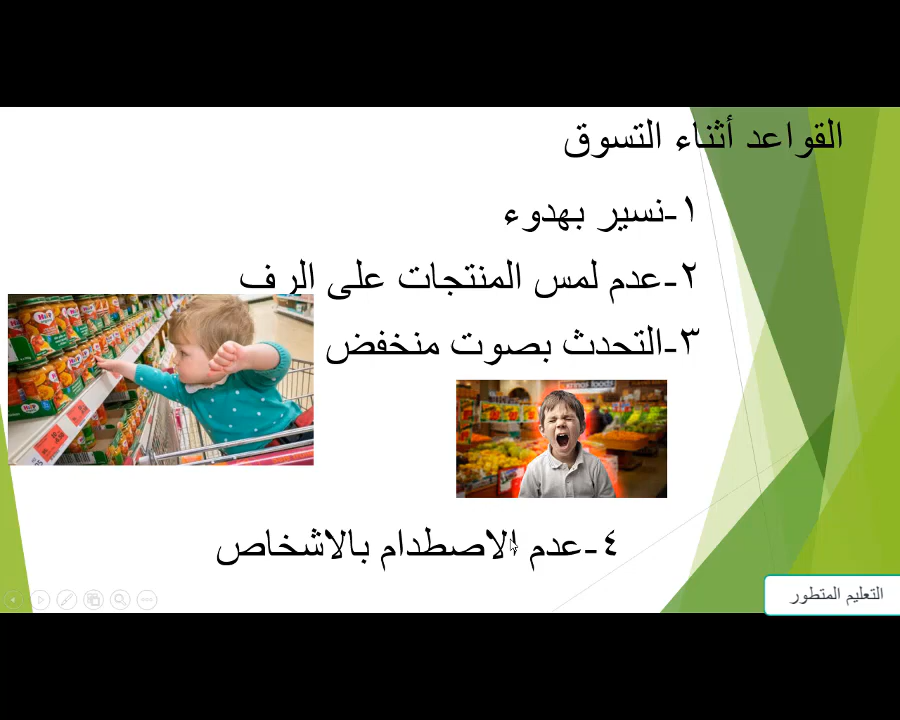 القواعد أثناء التسوق
١-نسير بهدوء
٢-عدم لمس المنتجات على الرف
٣-التحدث بصوت منخفض
٤-عدم الاصطدام بالاشخاص
التعليم المتطور